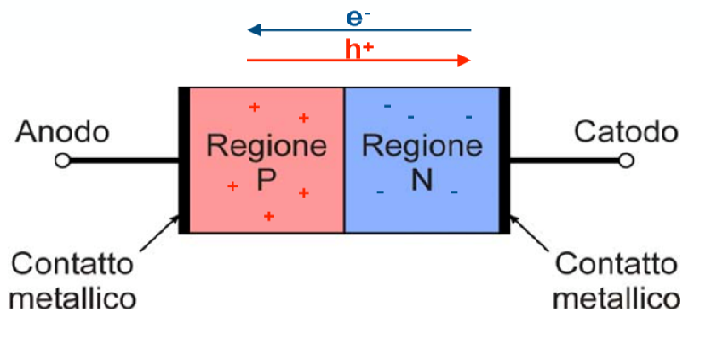 e-
h+
Anodo
Catodo
Regione
P
Regione
N
Contatto
metallico
Contatto
metallico